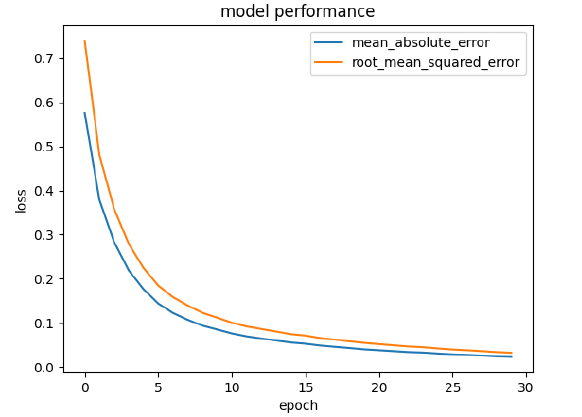 model performance
mean_absolute_error
root_mean_squared_error
loss
0.7
0.6
0.5
0.4
0.3
0.2
0.1
0.0
0 5 10 15 20 25 30
epoch